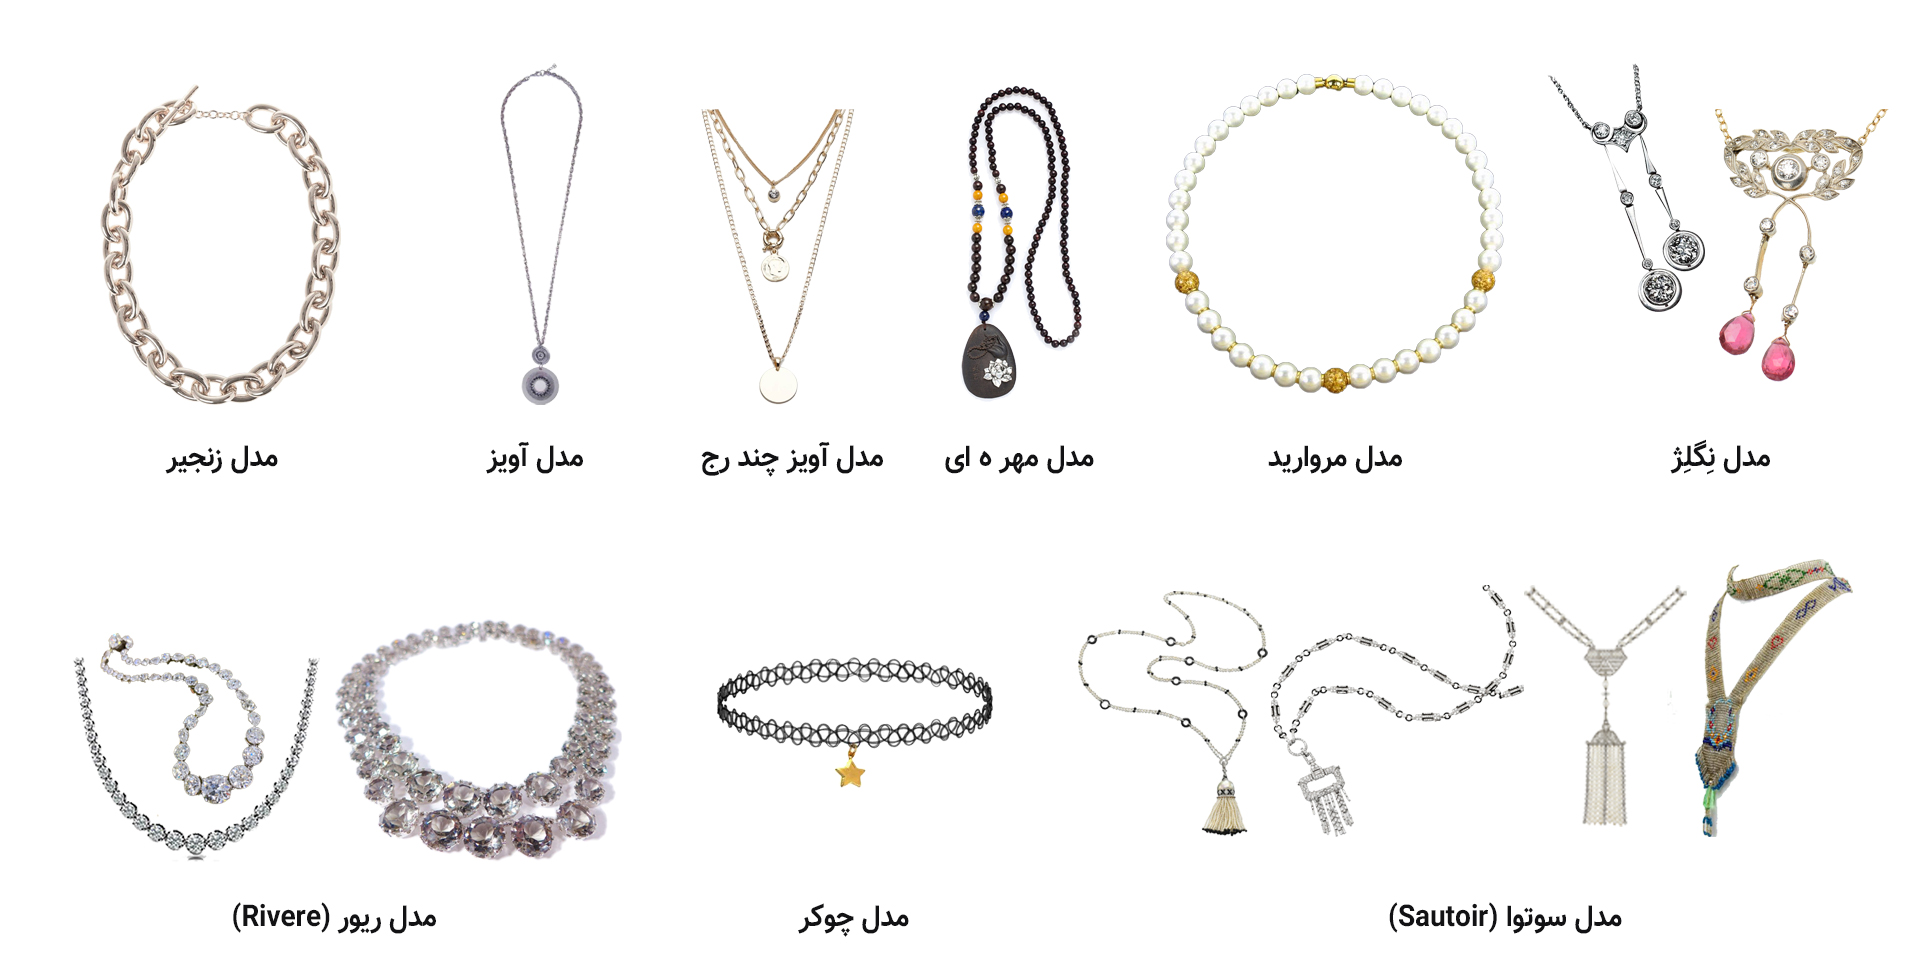 مدل نِگلِژ
مدل مروارید
مدل مهر ه ای
مدل آویز چند رج
مدل آویز
مدل زنجیر
مدل سوتوا (Sautoir)
مدل چوکر
مدل ریور (Rivere)